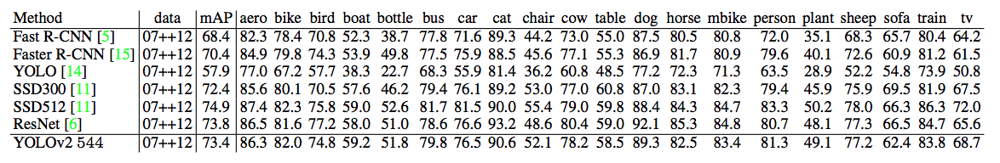 Method data mAP aero bike bird boat bottle bus car cat chair cow table dog horse mbike person plant sheep sofa train tv
Fast R-CNN [5] 07++12 68.4 82.3 78.4 70.8 52.3 38.7 77.8 71.6 89.3 44.2 73.0 55.0 87.5 80.5 80.8 72.0 35.1 68.3 65.7 80.4 64.2
Faster R-CNN [15] 07++12 70.4 84.9 79.8 74.3 53.9 49.8 77.5 75.9 88.5 45.6 77.1 55.3 86.9 81.7 80.9 79.6 40.1 72.6 60.9 81.2 61.5
YOLO [14] 07++12 57.9 77.0 67.2 57.7 38.3 22.7 68.3 55.9 81.4 36.2 60.8 48.5 77.2 72.3 71.3 63.5 28.9 52.2 54.8 73.9 50.8
SSD300 [11] 07++12 72.4 85.6 80.1 70.5 57.6 46.2 79.4 76.1 89.2 53.0 77.0 60.8 87.0 83.1 82.3 79.4 45.9 75.9 69.5 81.9 67.5
SSD512 [11] 07++12 74.9 87.4 82.3 75.8 59.0 52.6 81.7 81.5 90.0 55.4 79.0 59.8 88.4 84.3 84.7 83.3 50.2 78.0 66.3 86.3 72.0
ResNet [6] 07++12 73.8 86.5 81.6 77.2 58.0 51.0 78.6 76.6 93.2 48.6 80.4 59.0 92.1 85.3 84.8 80.7 48.1 77.3 66.5 84.7 65.6
YOLOv2 544 07++12 73.4 86.3 82.0 74.8 59.2 51.8 79.8 76.5 90.6 52.1 78.2 58.5 89.3 82.5 83.4 81.3 49.1 77.2 62.4 83.8 68.7